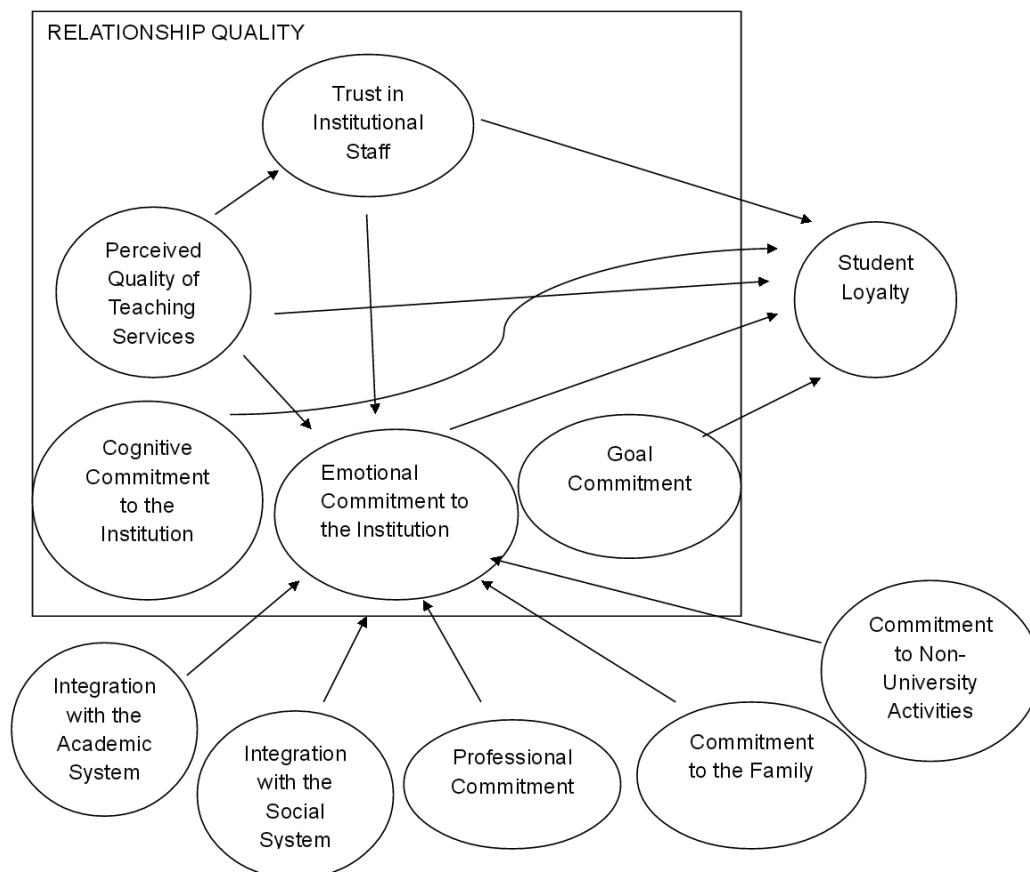 RELATIONSHIP QUALITY
Trust in
Institutional
Staff
Perceived
Quality of
Teaching
Services
Student
Loyalty
Cognitive
Commitment
to the
Institution
Emotional
Commitment to
the Institution
Goal
Commitment
Integration
with the
Academic
System
Integration
with the
Social
System
Professional
Commitment
Commitment
to the Family
Commitment
to Non-
University
Activities